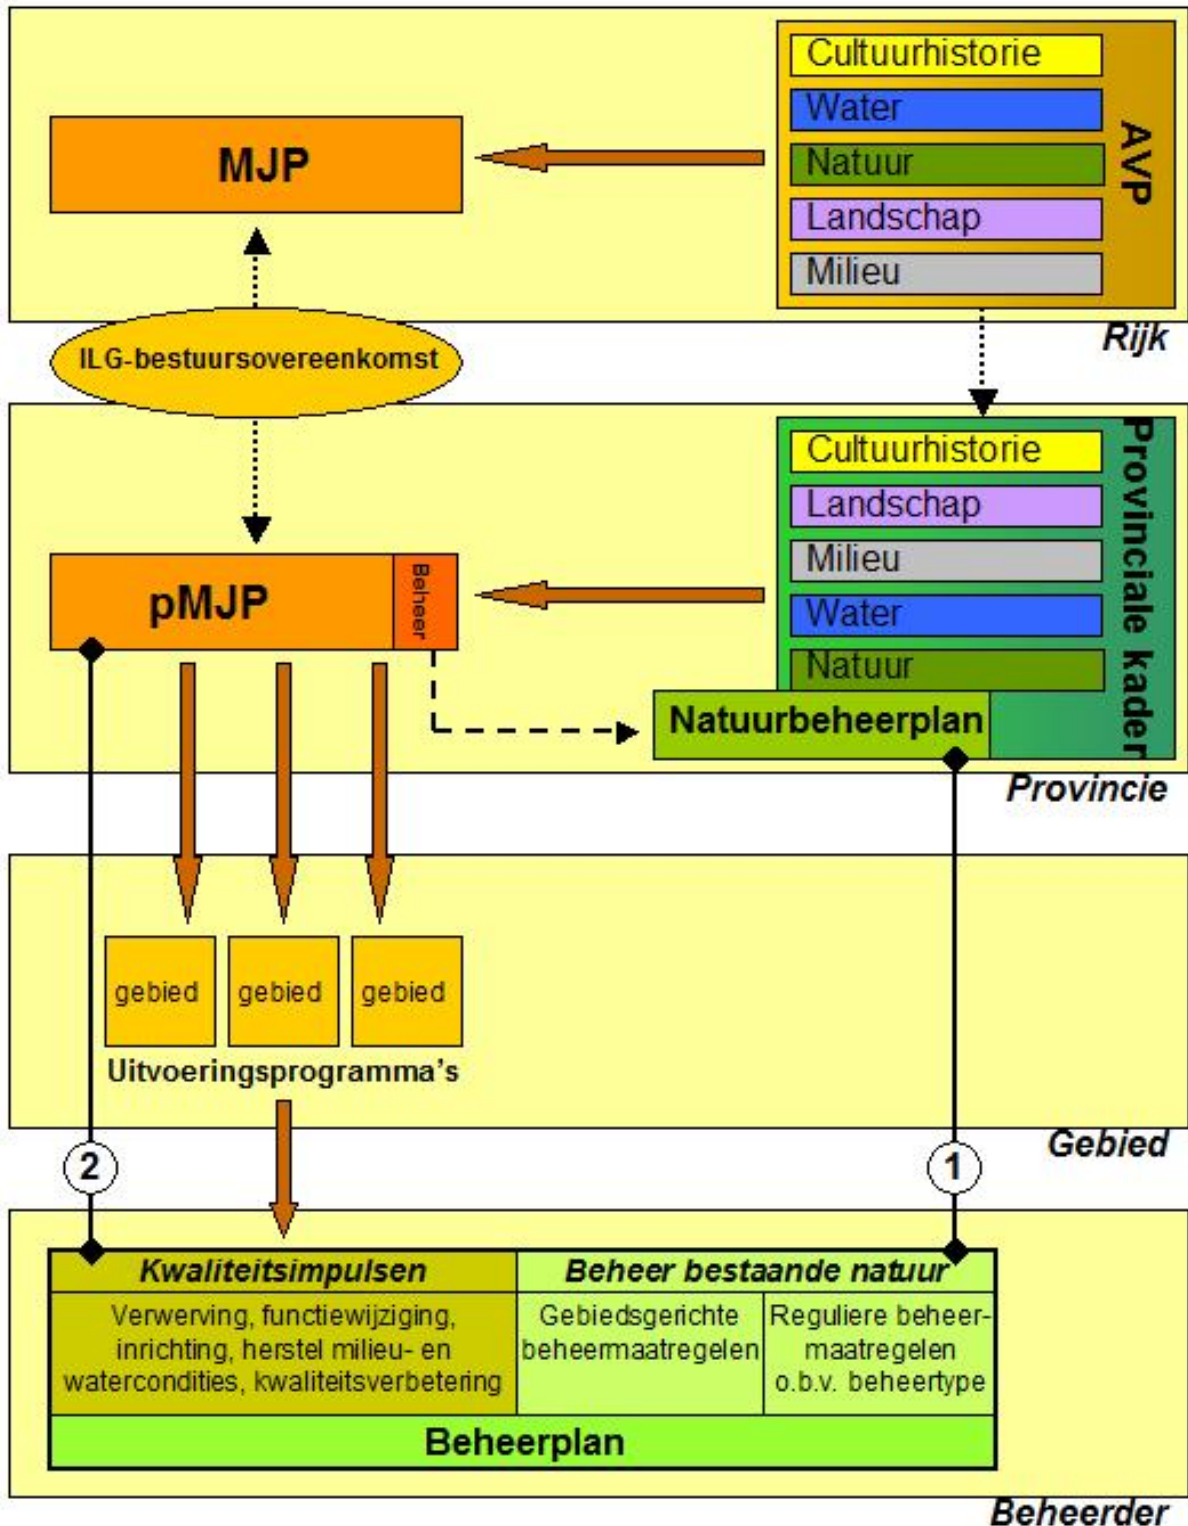 Cultuurhistorie
Water
Natuur
Landschap
Milieu
AVP
MJP
Rijk
ILG-bestuursovereenkomst
Cultuurhistorie
Landschap
Milieu
Water
Natuur
Provinciale kader
pMJP
Beheer
Natuurbeheerplan
Provincie
gebied
gebied
gebied
Uitvoeringsprogramma's
Gebied
2
1
Kwaliteitsimpulsen
Verwerving, functiewijziging,
inrichting, herstel milieu- en
watercondities, kwaliteitsverbetering
Beheer bestaande natuur
Gebiedsgerichte
beheermaatregelen
Reguliere beheer-
maatregelen
o.b.v. beheertype
Beheerplan
Beheerder